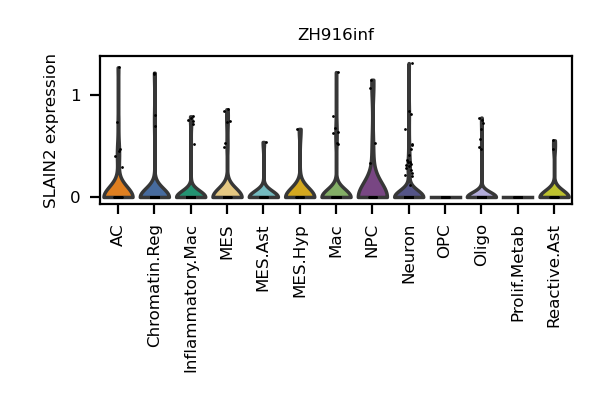 ZH916inf
SLAIN2 expression
1
0
AC
Chromatin.Reg
Inflammatory.Mac
MES
MES.Ast
MES.Hyp
Mac
NPC
Neuron
OPC
Oligo
Prolif.Metab
Reactive.Ast